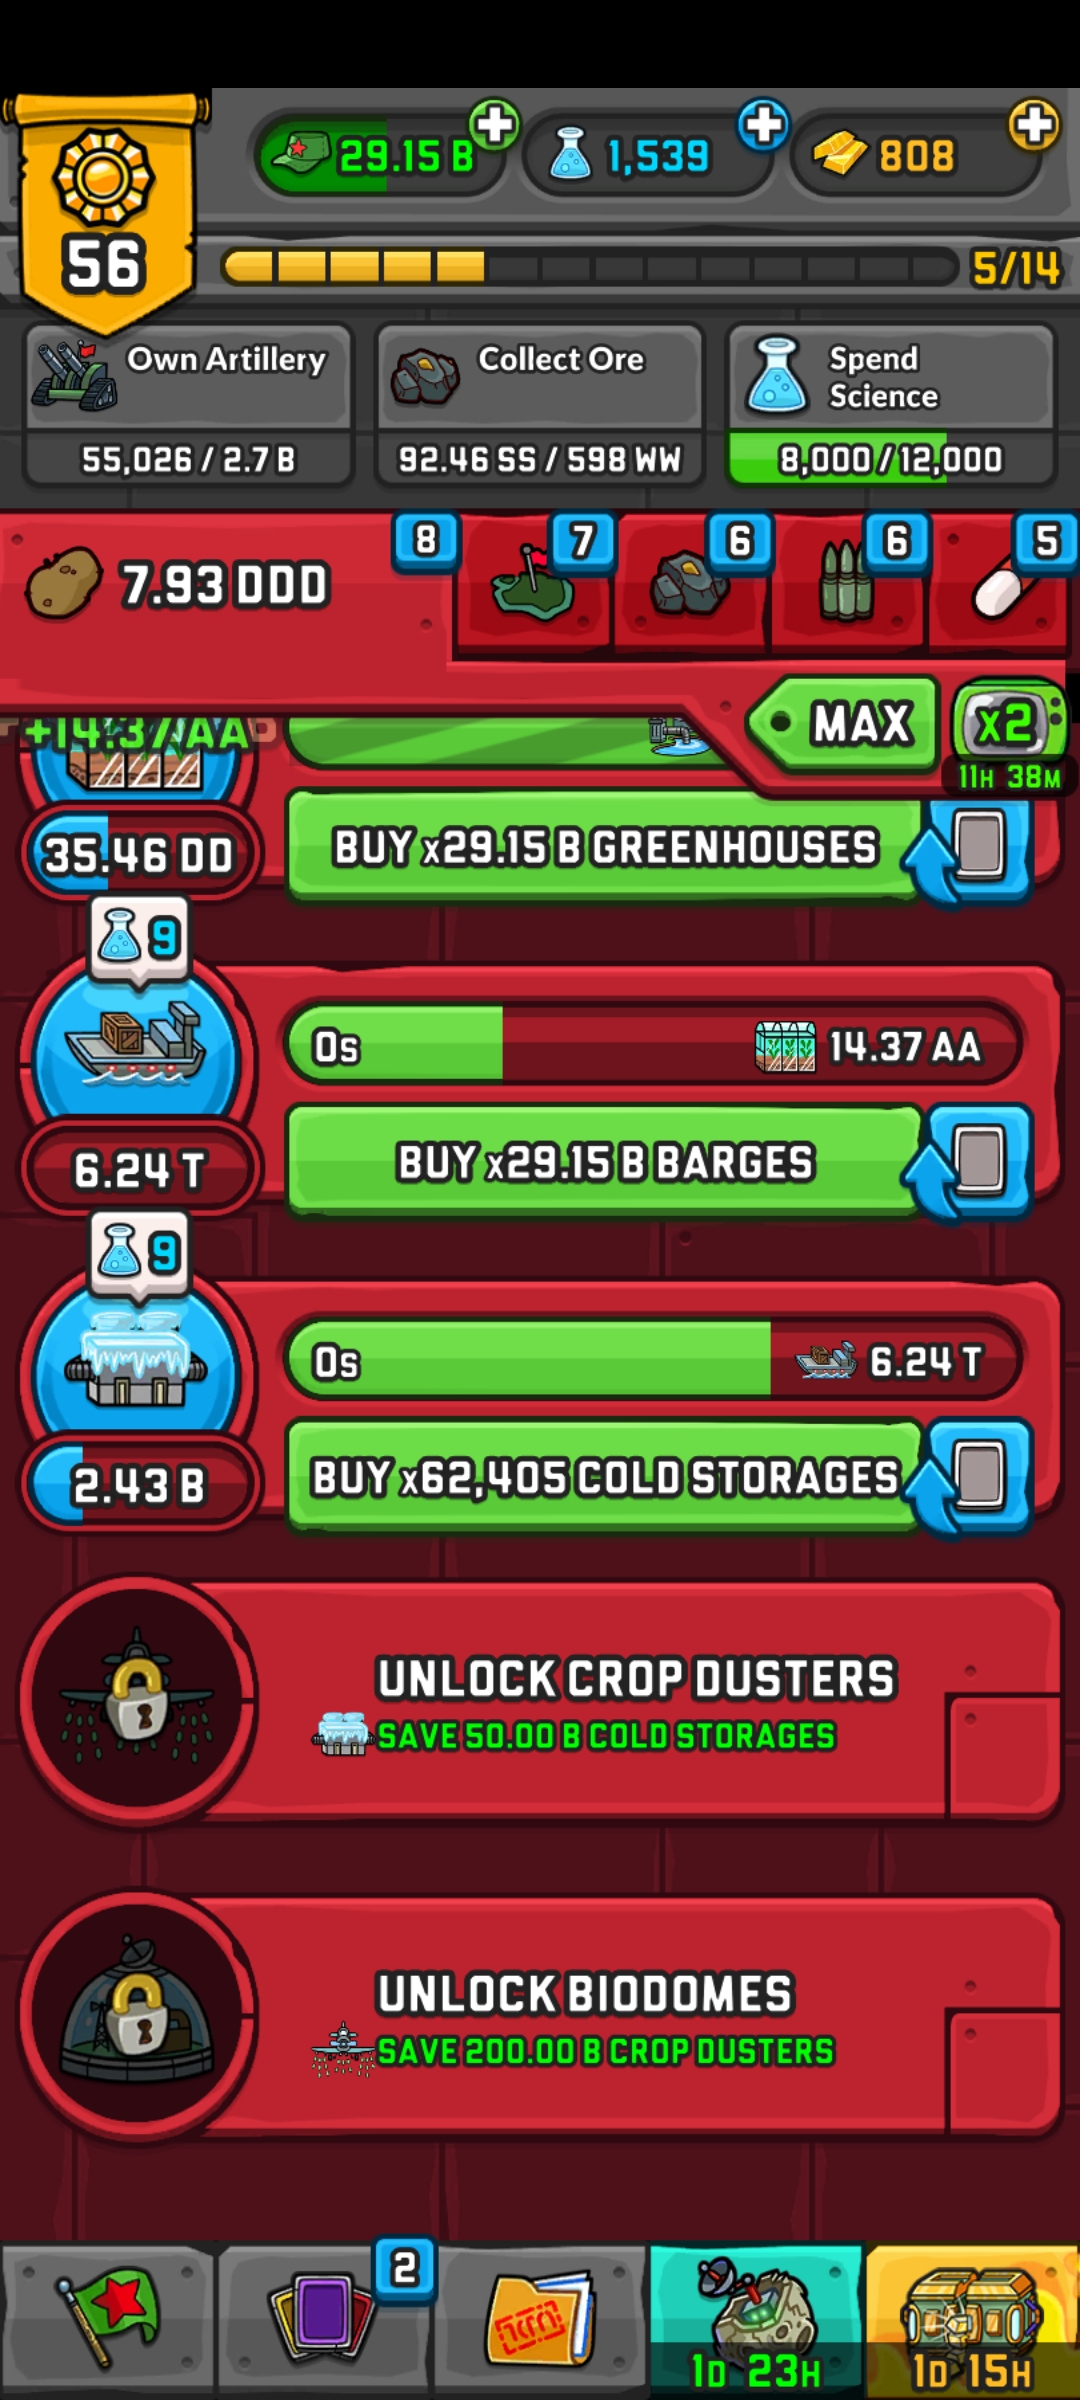 56
29.15 B
1,539
808
5/14
Own Artillery
55,026 / 2.7 B
Collect Ore
92.46 SS / 598 WW
Spend
Science
8,000 / 12,000
7.93 DDD
8
7
6
6
5
MAX
x2
11H 38M
+14.37 AA
35.46 DD
BUY x29.15 B GREENHOUSES
9
0s
14.37 AA
6.24 T
BUY x29.15 B BARGES
9
0s
6.24 T
2.43 B
BUY x62,405 COLD STORAGES
UNLOCK CROP DUSTERS
SAVE 50.00 B COLD STORAGES
UNLOCK BIODOMES
SAVE 200.00 B CROP DUSTERS
2
1D 23H
1D 15H